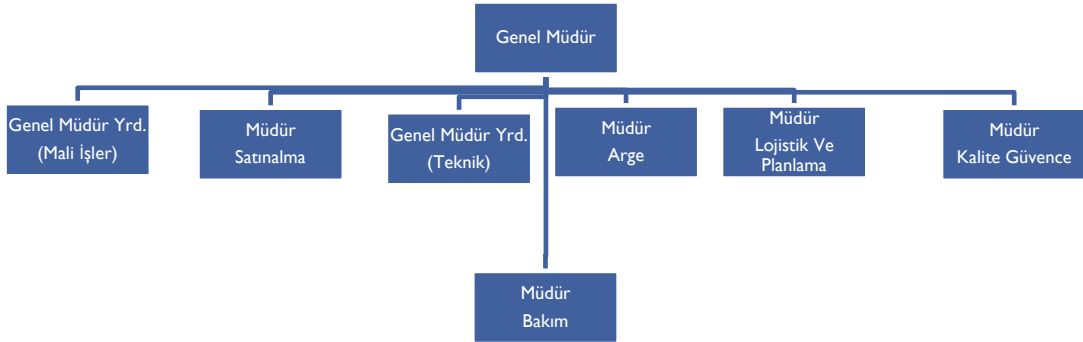 Genel Müdür
Genel Müdür Yrd.
(Mali İşler)
Müdür
Satınalma
Genel Müdür Yrd.
(Teknik)
Müdür
Arge
Müdür
Lojistik Ve
Planlama
Müdür
Kalite Güvence
Müdür
Bakım